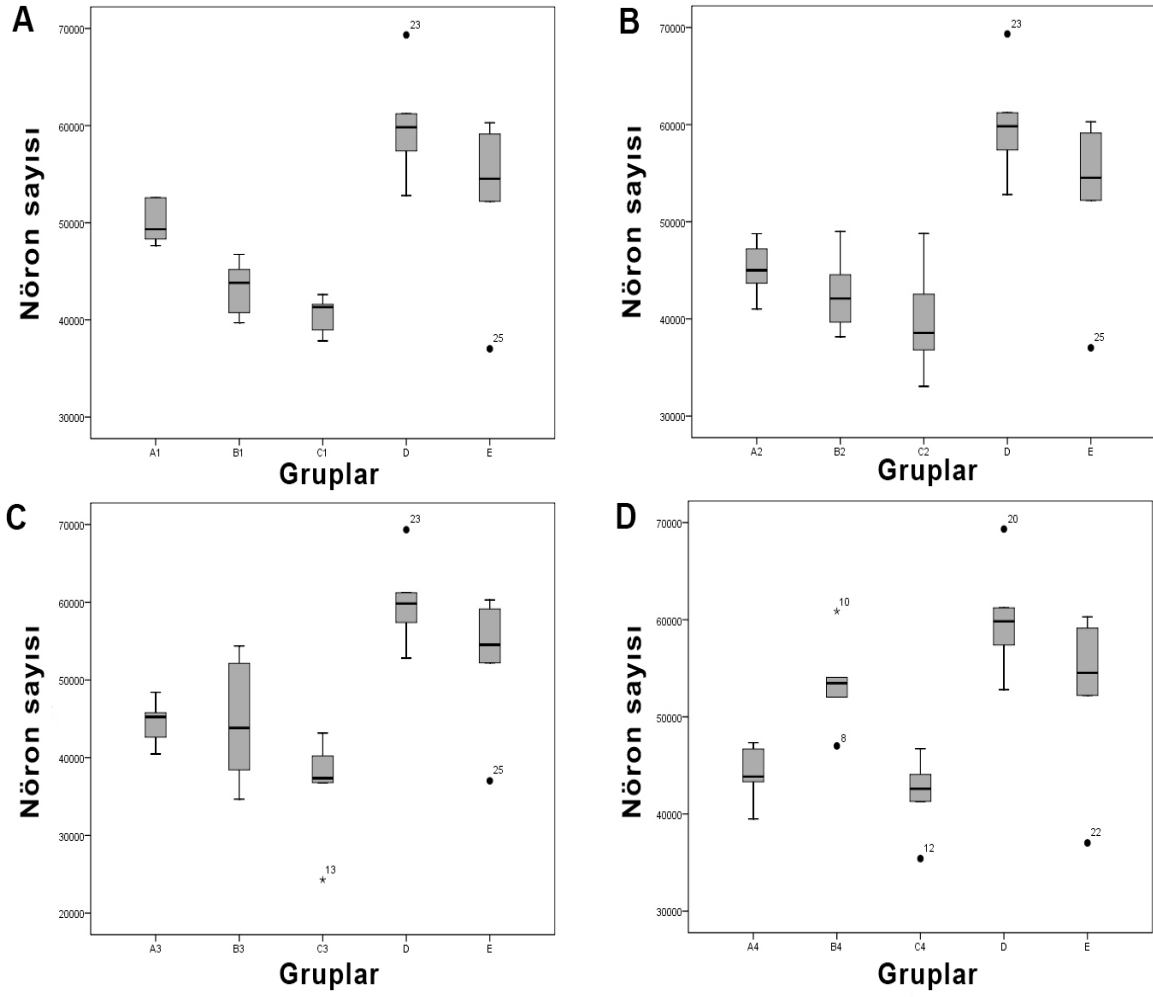 A
Nöron sayısı
70000
60000
50000
40000
30000
23
25
A1 B1 C1 D E
Gruplar
B
Nöron sayısı
70000
60000
50000
40000
30000
23
25
A2 B2 C2 D E
Gruplar
C
Nöron sayısı
70000
60000
50000
40000
30000
20000
23
25
13
A3 B3 C3 D E
Gruplar
D
Nöron sayısı
70000
60000
50000
40000
30000
20
10
8
12
22
A4 B4 C4 D E
Gruplar